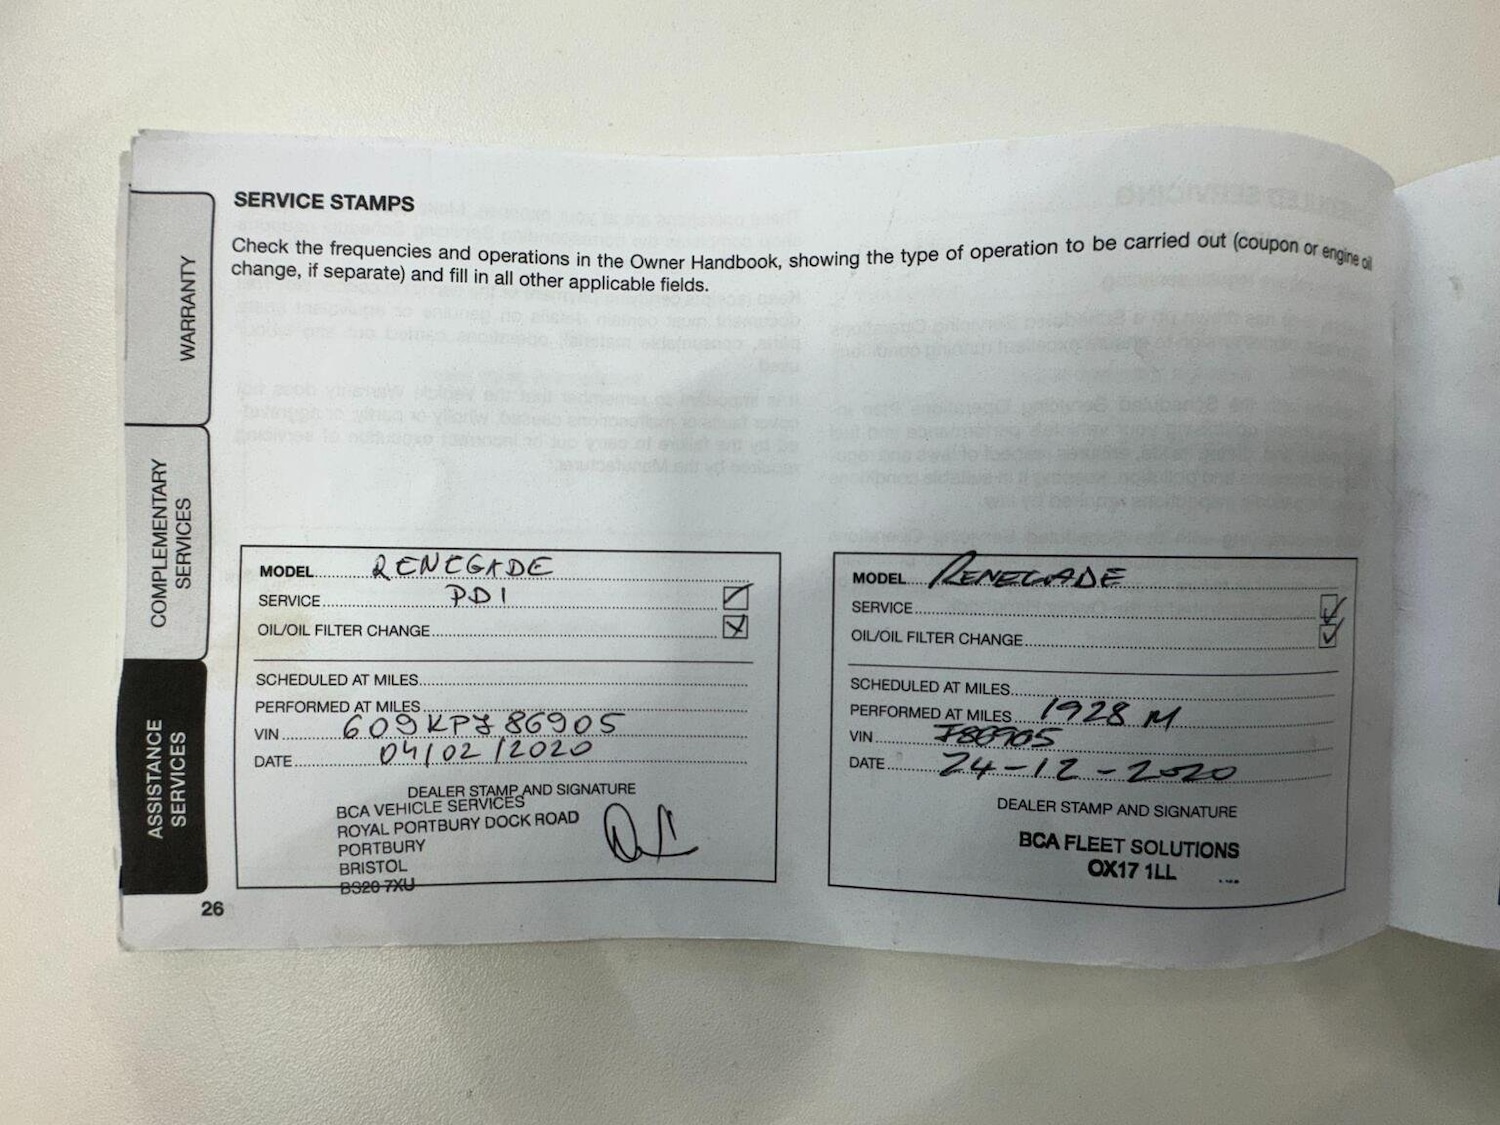 SERVICE STAMPS
Check the frequencies and operations in the Owner Handbook, showing the type of operation to be carried out (coupon or engine oil
change, if separate) and fill in all other applicable fields.
WARRANTY
COMPLEMENTARY
SERVICES
ASSISTANCE
SERVICES
MODEL RENEGADE
SERVICE PDI
OIL/OIL FILTER CHANGE
SCHEDULED AT MILES
PERFORMED AT MILES
VIN 609KPJ86905
DATE 04/02/2020
DEALER STAMP AND SIGNATURE
BCA VEHICLE SERVICES
ROYAL PORTBURY DOCK ROAD
PORTBURY
BRISTOL
BS20 7XU
MODEL RENEGADE
SERVICE
OIL/OIL FILTER CHANGE
SCHEDULED AT MILES
PERFORMED AT MILES 1928 M
VIN J86905
DATE 24-12-2020
DEALER STAMP AND SIGNATURE
BCA FLEET SOLUTIONS
OX17 1LL
26